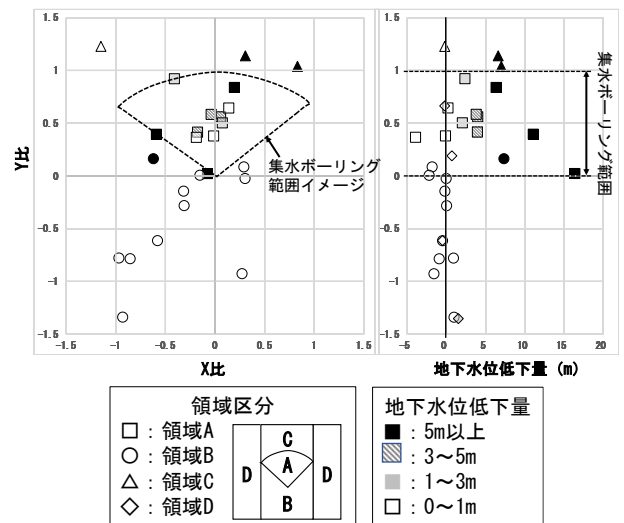 1.5
1
0.5
0
-0.5
-1
-1.5
Y比
-1.5
-1
-0.5
0
0.5
1
1.5
X比
集水ボーリング
範囲イメージ
1.5
1
0.5
0
-0.5
-1
-1.5
-5
0
5
10
15
20
地下水位低下量 (m)
集水ボーリング範囲
領域区分
□ : 領域A
○ : 領域B
△ : 領域C
◇ : 領域D
C
D A D
B
地下水位低下量
■ : 5m以上
: 3～5m
: 1～3m
□ : 0～1m